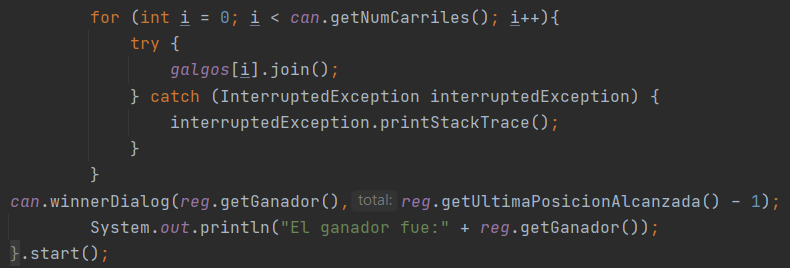 for (int i = 0; i < can.getNumCarriles(); i++){
try {
galgos[i].join();
} catch (InterruptedException interruptedException) {
interruptedException.printStackTrace();
}
}
can.winnerDialog(reg.getGanador(), total: reg.getUltimaPosicionAlcanzada() - 1);
System.out.println("El ganador fue:" + reg.getGanador());
}.start();